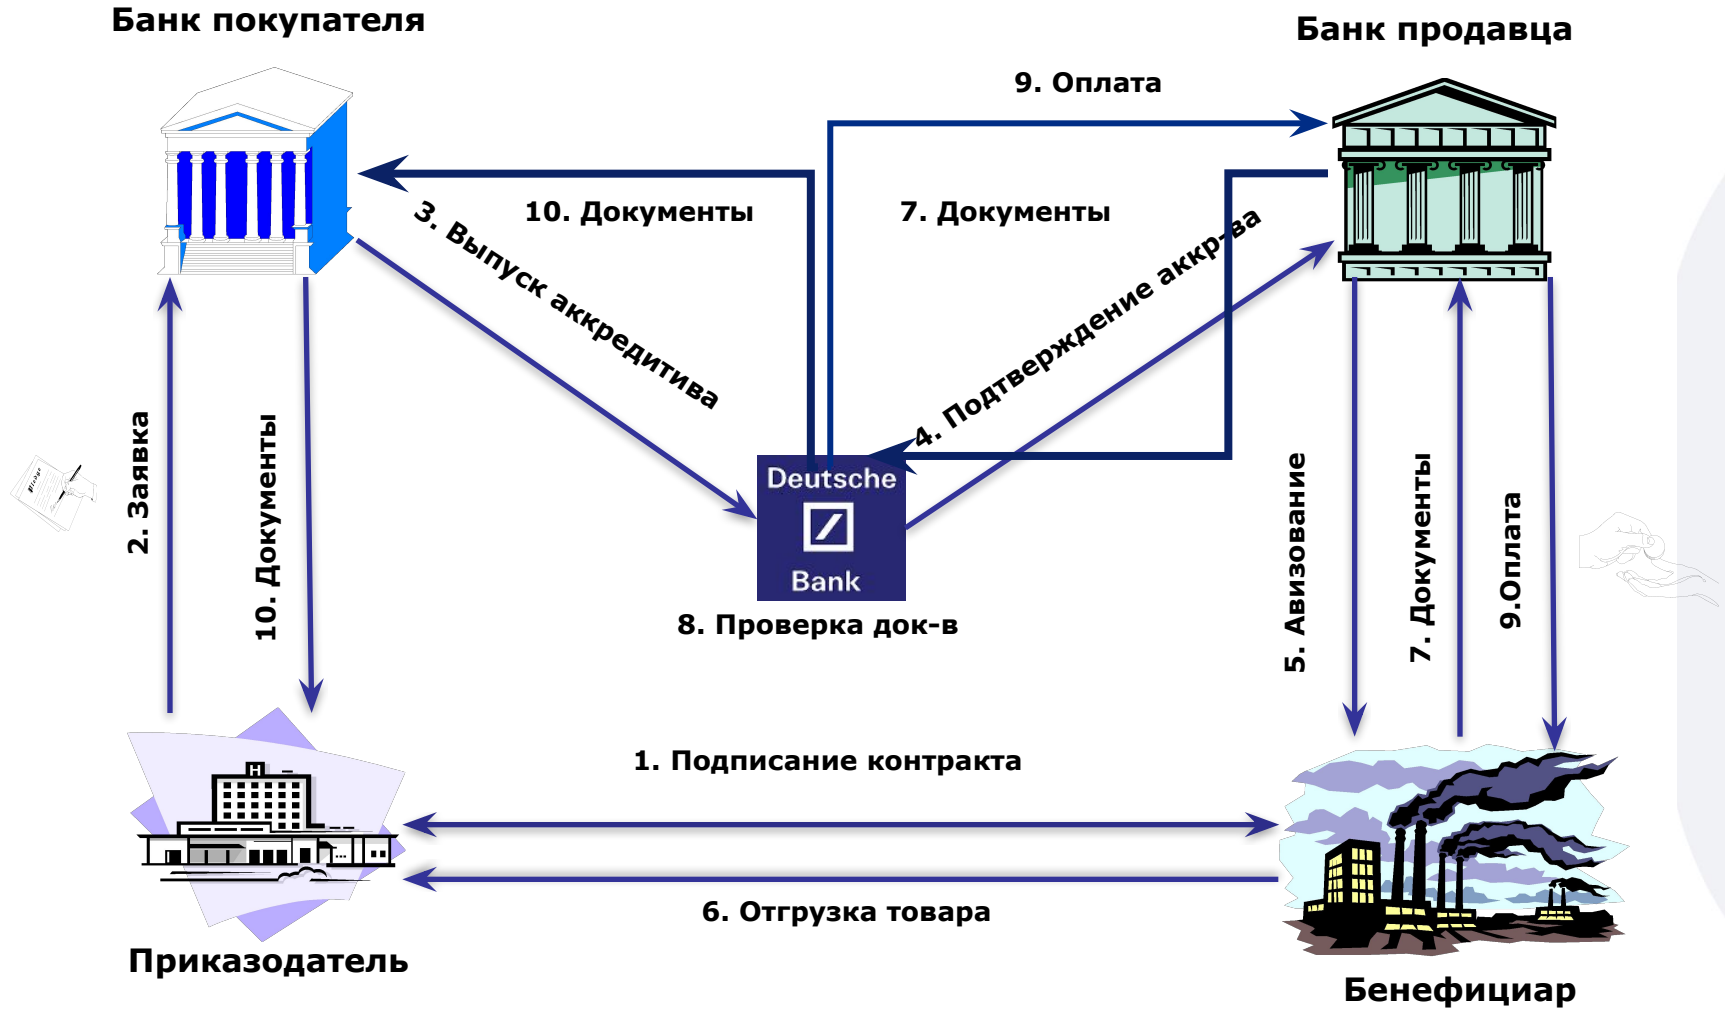 Банк покупателя
Банк продавца
9. Оплата
10. Документы
7. Документы
3. Выпуск аккредитива
4. Подтверждение аккр-ва
Deutsche
Bank
8. Проверка док-в
2. Заявка
10. Документы
5. Авизование
7. Документы
9.Оплата
1. Подписание контракта
H
6. Отгрузка товара
Приказодатель
Бенефициар